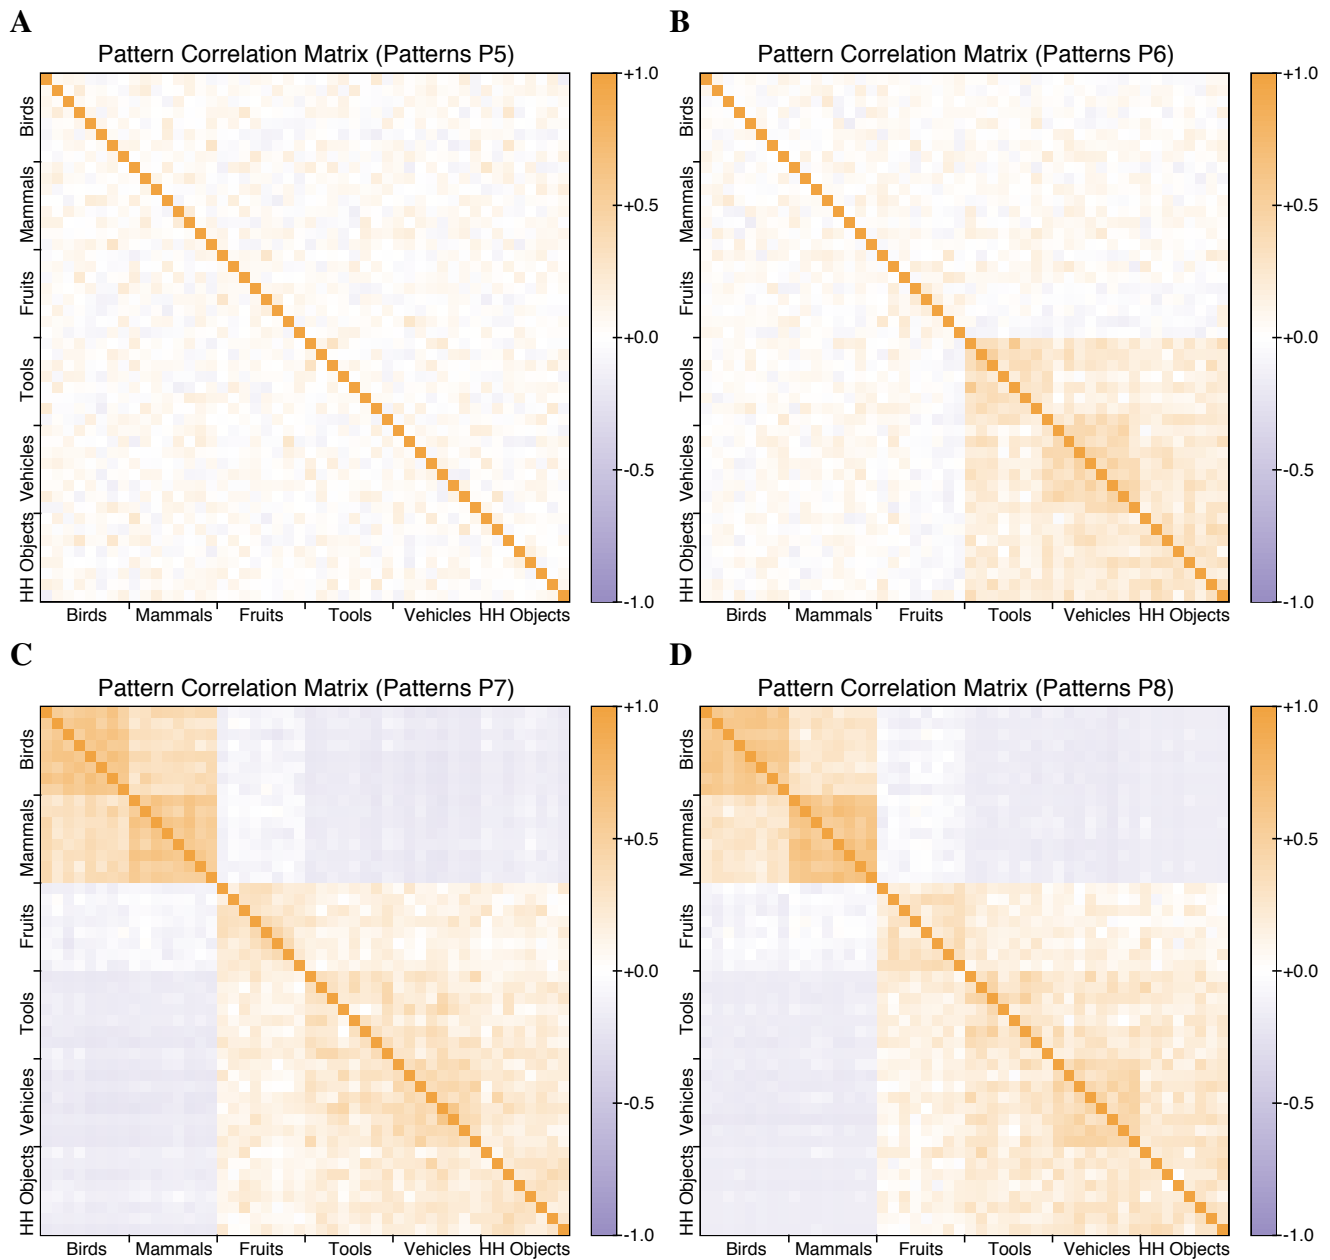 A
Pattern Correlation Matrix (Patterns P5)
Birds
Mammals
Fruits
Tools
Vehicles
HH Objects
Birds Mammals Fruits Tools Vehicles HH Objects
+1.0
+0.5
+0.0
-0.5
-1.0
B
Pattern Correlation Matrix (Patterns P6)
Birds
Mammals
Fruits
Tools
Vehicles
HH Objects
Birds Mammals Fruits Tools Vehicles HH Objects
+1.0
+0.5
+0.0
-0.5
-1.0
C
Pattern Correlation Matrix (Patterns P7)
Birds
Mammals
Fruits
Tools
Vehicles
HH Objects
Birds Mammals Fruits Tools Vehicles HH Objects
+1.0
+0.5
+0.0
-0.5
-1.0
D
Pattern Correlation Matrix (Patterns P8)
Birds
Mammals
Fruits
Tools
Vehicles
HH Objects
Birds Mammals Fruits Tools Vehicles HH Objects
+1.0
+0.5
+0.0
-0.5
-1.0